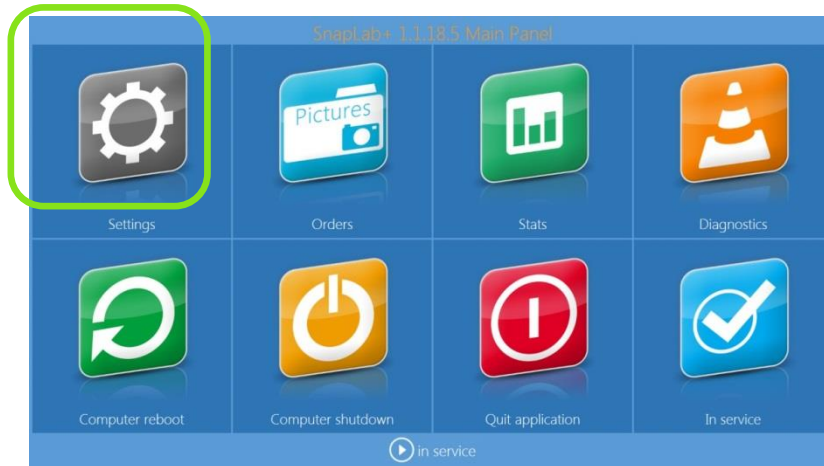 SnapLab+ 1.1.18.5 Main Panel
Pictures
Settings
Orders
Stats
Diagnostics
Computer reboot
Computer shutdown
Quit application
In service
in service